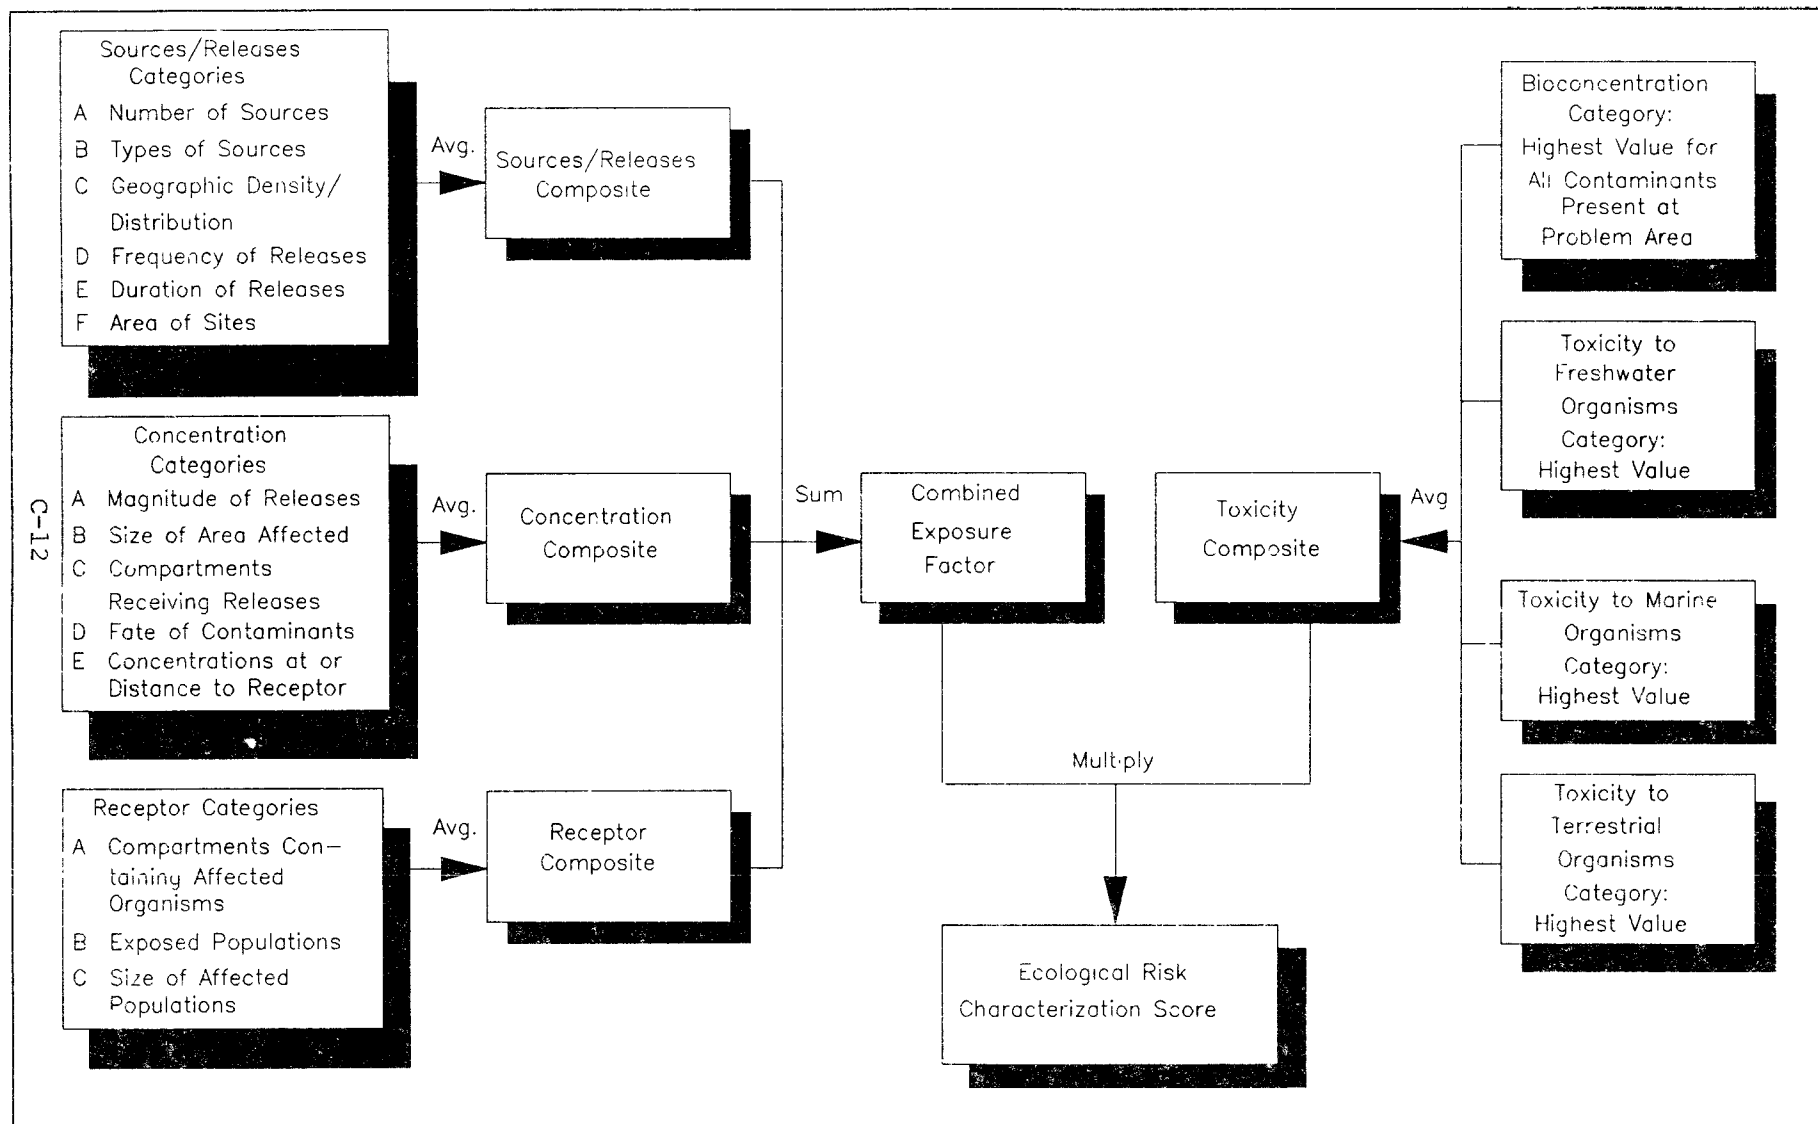 Sources/Releases
Categories
A Number of Sources
B Types of Sources
C Geographic Density/
Distribution
D Frequency of Releases
E Duration of Releases
F Area of Sites
Avg.
Sources/Releases
Composite
Concentration
Categories
A Magnitude of Releases
B Size of Area Affected
C Compartments
Receiving Releases
D Fate of Contaminants
E Concentrations at or
Distance to Receptor
Avg.
Concentration
Composite
Receptor Categories
A Compartments Con-
taining Affected
Organisms
B Exposed Populations
C Size of Affected
Populations
Avg.
Receptor
Composite
Sum
Combined
Exposure
Factor
Toxicity
Composite
Avg
Bioconcentration
Category:
Highest Value for
All Contaminants
Present at
Problem Area
Toxicity to
Freshwater
Organisms
Category:
Highest Value
Toxicity to Marine
Organisms
Category:
Highest Value
Toxicity to
Terrestrial
Organisms
Category:
Highest Value
Multiply
Ecological Risk
Characterization Score
C-12